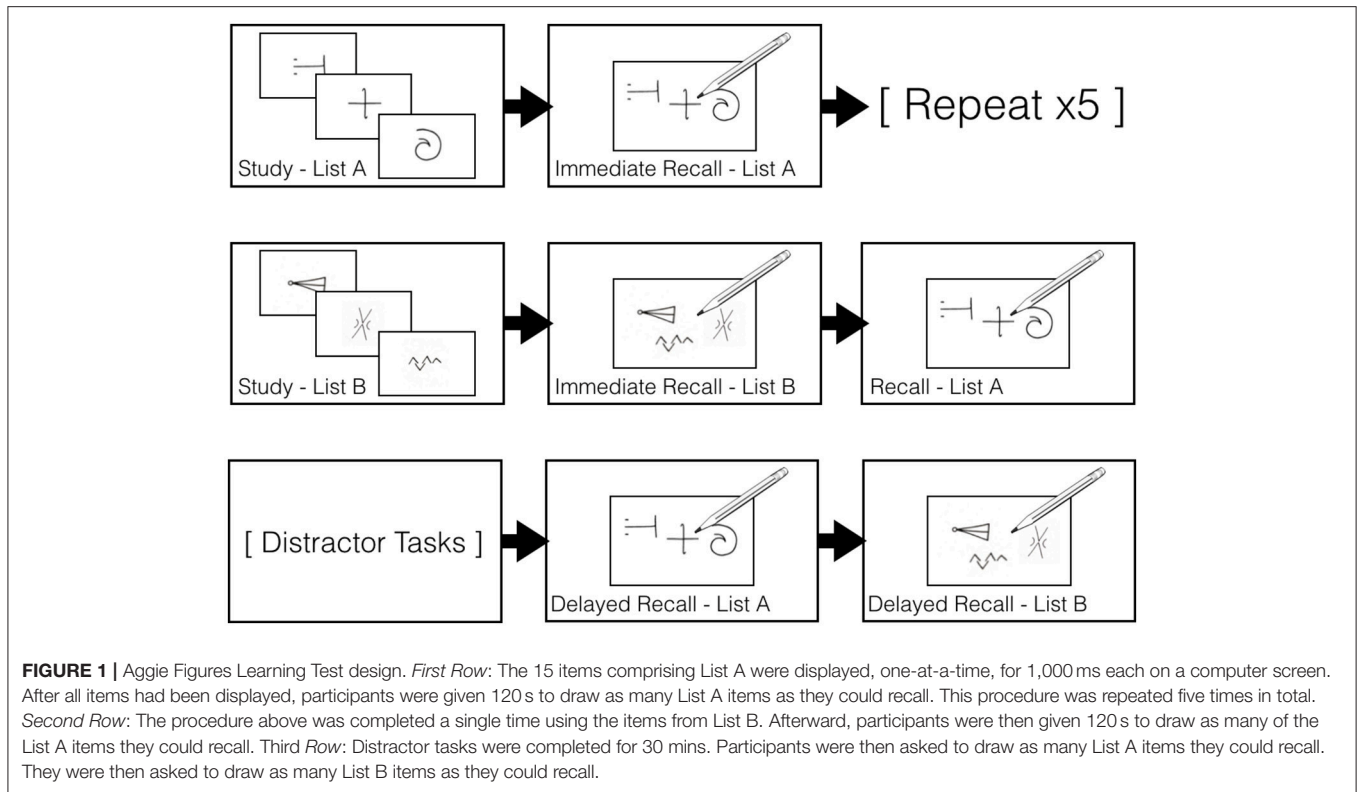 Study - List A
Immediate Recall - List A
[ Repeat x5 ]
Study - List B
Immediate Recall - List B
Recall - List A
[ Distractor Tasks ]
Delayed Recall - List A
Delayed Recall - List B
FIGURE 1 | Aggie Figures Learning Test design. First Row: The 15 items comprising List A were displayed, one-at-a-time, for 1,000 ms each on a computer screen.
After all items had been displayed, participants were given 120 s to draw as many List A items as they could recall. This procedure was repeated five times in total.
Second Row: The procedure above was completed a single time using the items from List B. Afterward, participants were then given 120 s to draw as many of the
List A items they could recall. Third Row: Distractor tasks were completed for 30 mins. Participants were then asked to draw as many List A items they could recall.
They were then asked to draw as many List B items as they could recall.